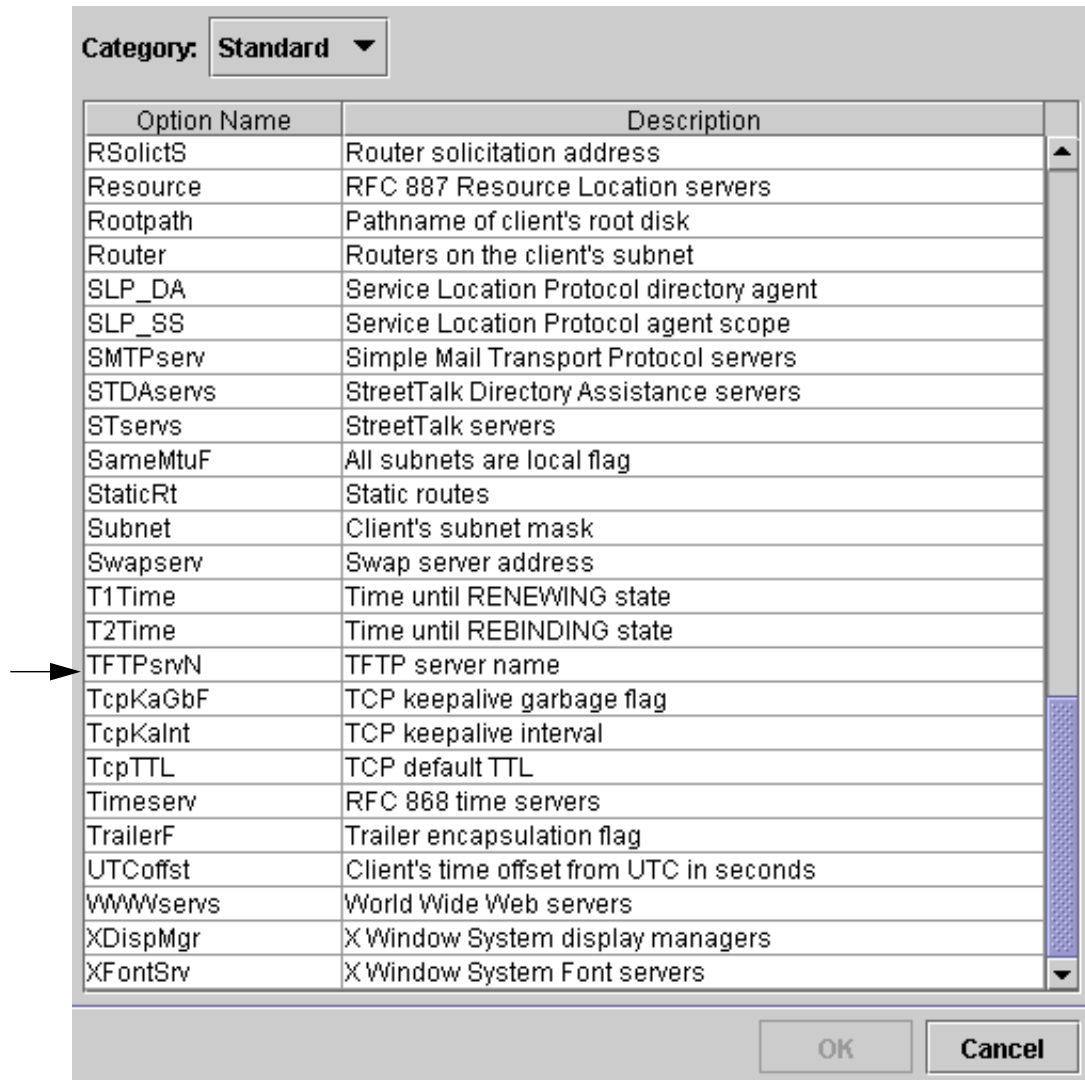 Category: Standard
Option Name Description
RSolictS Router solicitation address
Resource RFC 887 Resource Location servers
Rootpath Pathname of client's root disk
Router Routers on the client's subnet
SLP_DA Service Location Protocol directory agent
SLP_SS Service Location Protocol agent scope
SMTPserv Simple Mail Transport Protocol servers
STDAservs StreetTalk Directory Assistance servers
STservs StreetTalk servers
SameMtuF All subnets are local flag
StaticRt Static routes
Subnet Client's subnet mask
Swapserv Swap server address
T1Time Time until RENEWING state
T2Time Time until REBINDING state
TFTPsrvN TFTP server name
TcpKaGbF TCP keepalive garbage flag
TcpKaInt TCP keepalive interval
TcpTTL TCP default TTL
Timeserv RFC 868 time servers
TrailerF Trailer encapsulation flag
UTCoffst Client's time offset from UTC in seconds
WWWservs World Wide Web servers
XDispMgr X Window System display managers
XFontSrv X Window System Font servers
OK Cancel